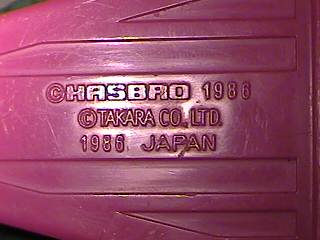 ©HASBRO 1986
©TAKARA CO., LTD.
1986 JAPAN